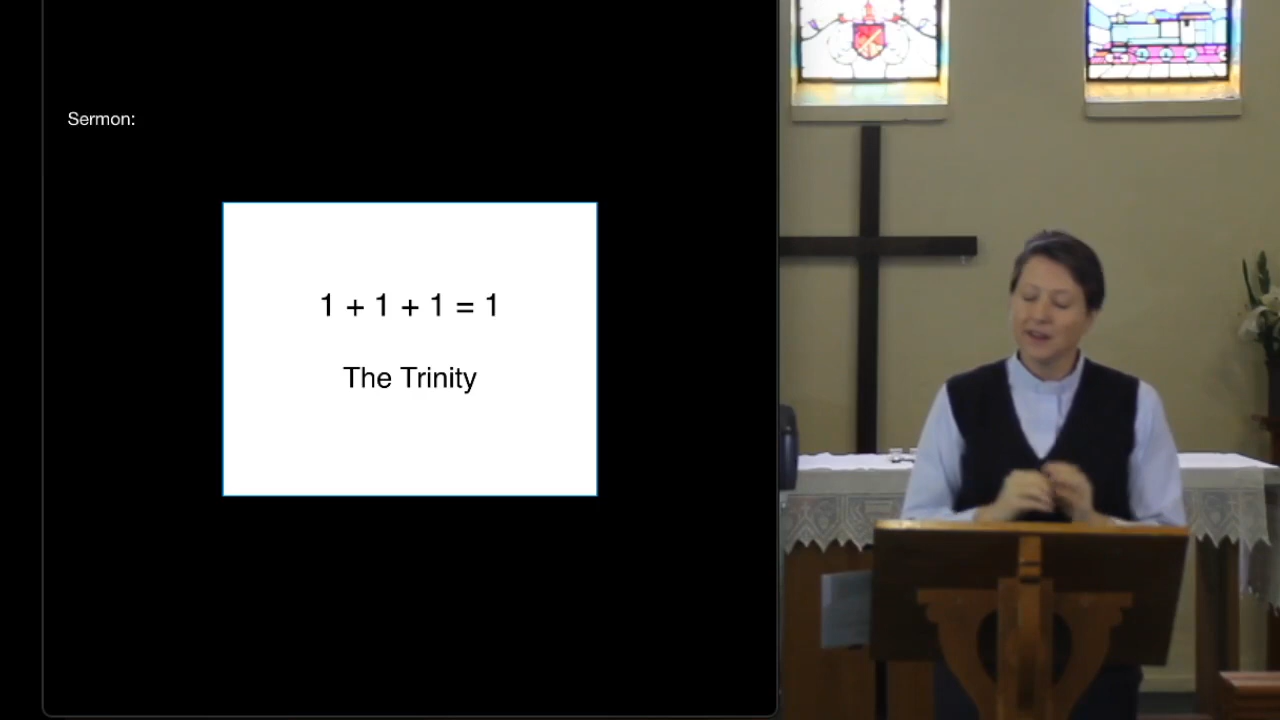 Sermon:
1 + 1 + 1 = 1
The Trinity